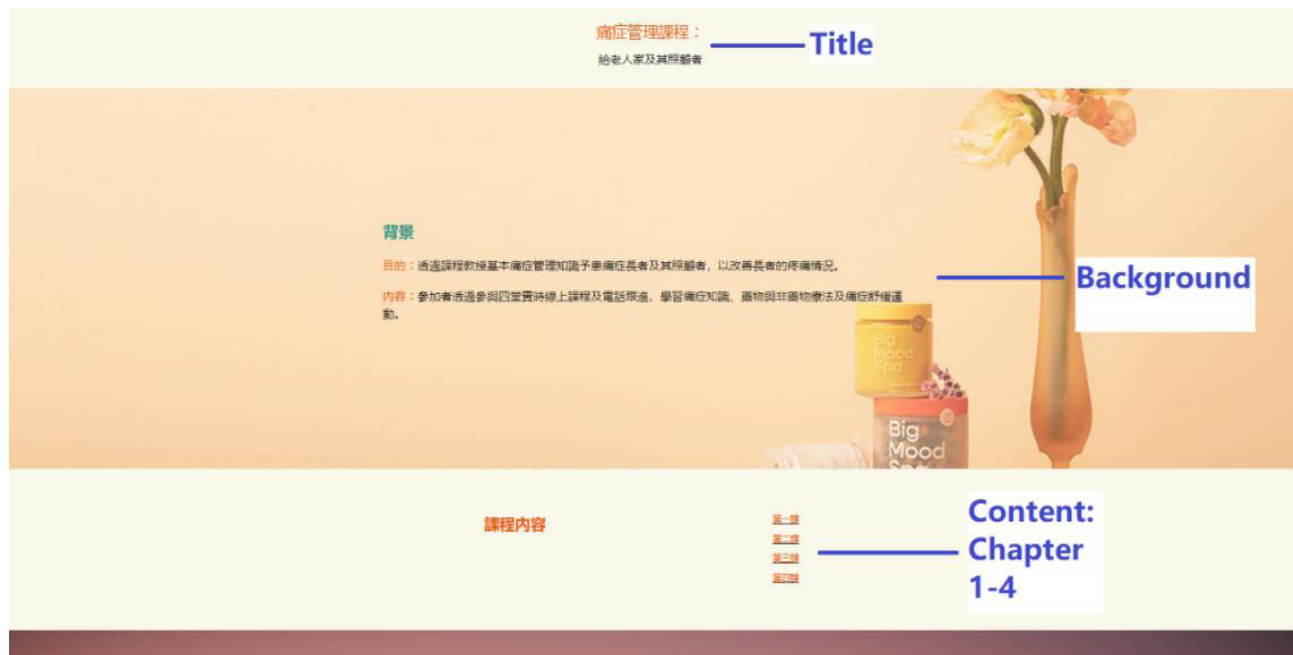 痛症管理課程：
給老人家及其照顧者
Title
背景
目的：透過課程教授基本痛症管理知識予患痛症長者及其照顧者，以改善長者的疼痛情況。
內容：參加者透過參與四堂實時線上課程及電話跟進，學習痛症知識、藥物與非藥物療法及痛症舒緩運
動。
Background
Big
Mood
Spa
Big
Mood
Spa
課程內容
第一課
第二課
第三課
第四課
Content:
Chapter
1-4